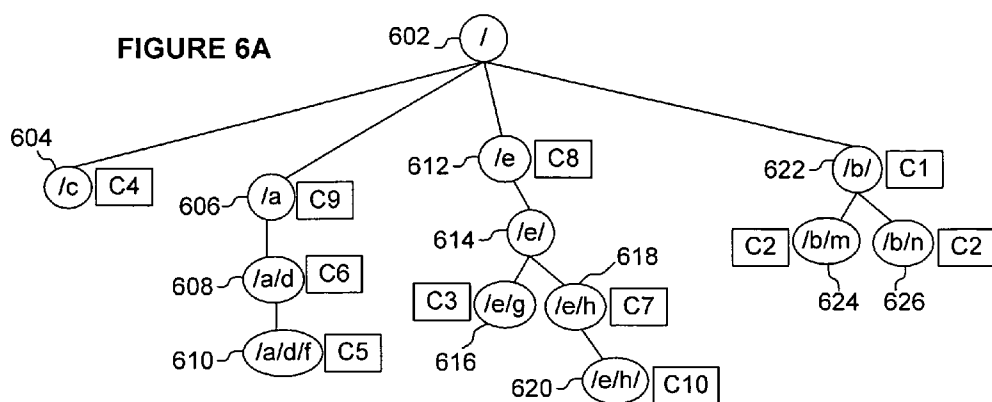 FIGURE 6A
602 /
604
/c C4
606 /a C9
612 /e C8
622 /b/ C1
608 /a/d C6
614 /e/
618
C2 /b/m /b/n C2
624 626
610 /a/d/f C5
C3 /e/g /e/h C7
616
620 /e/h/ C10